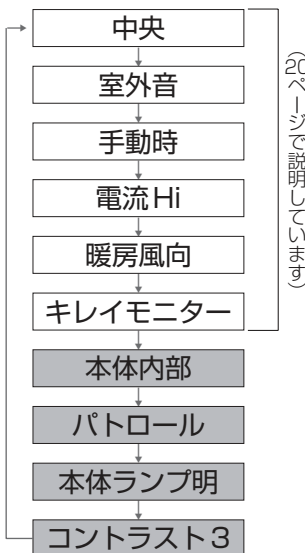 中央
室外音
手動時
電流Hi
暖房風向
キレイモニター
本体内部
パトロール
本体ランプ明
コントラスト3
（20ページで説明しています）